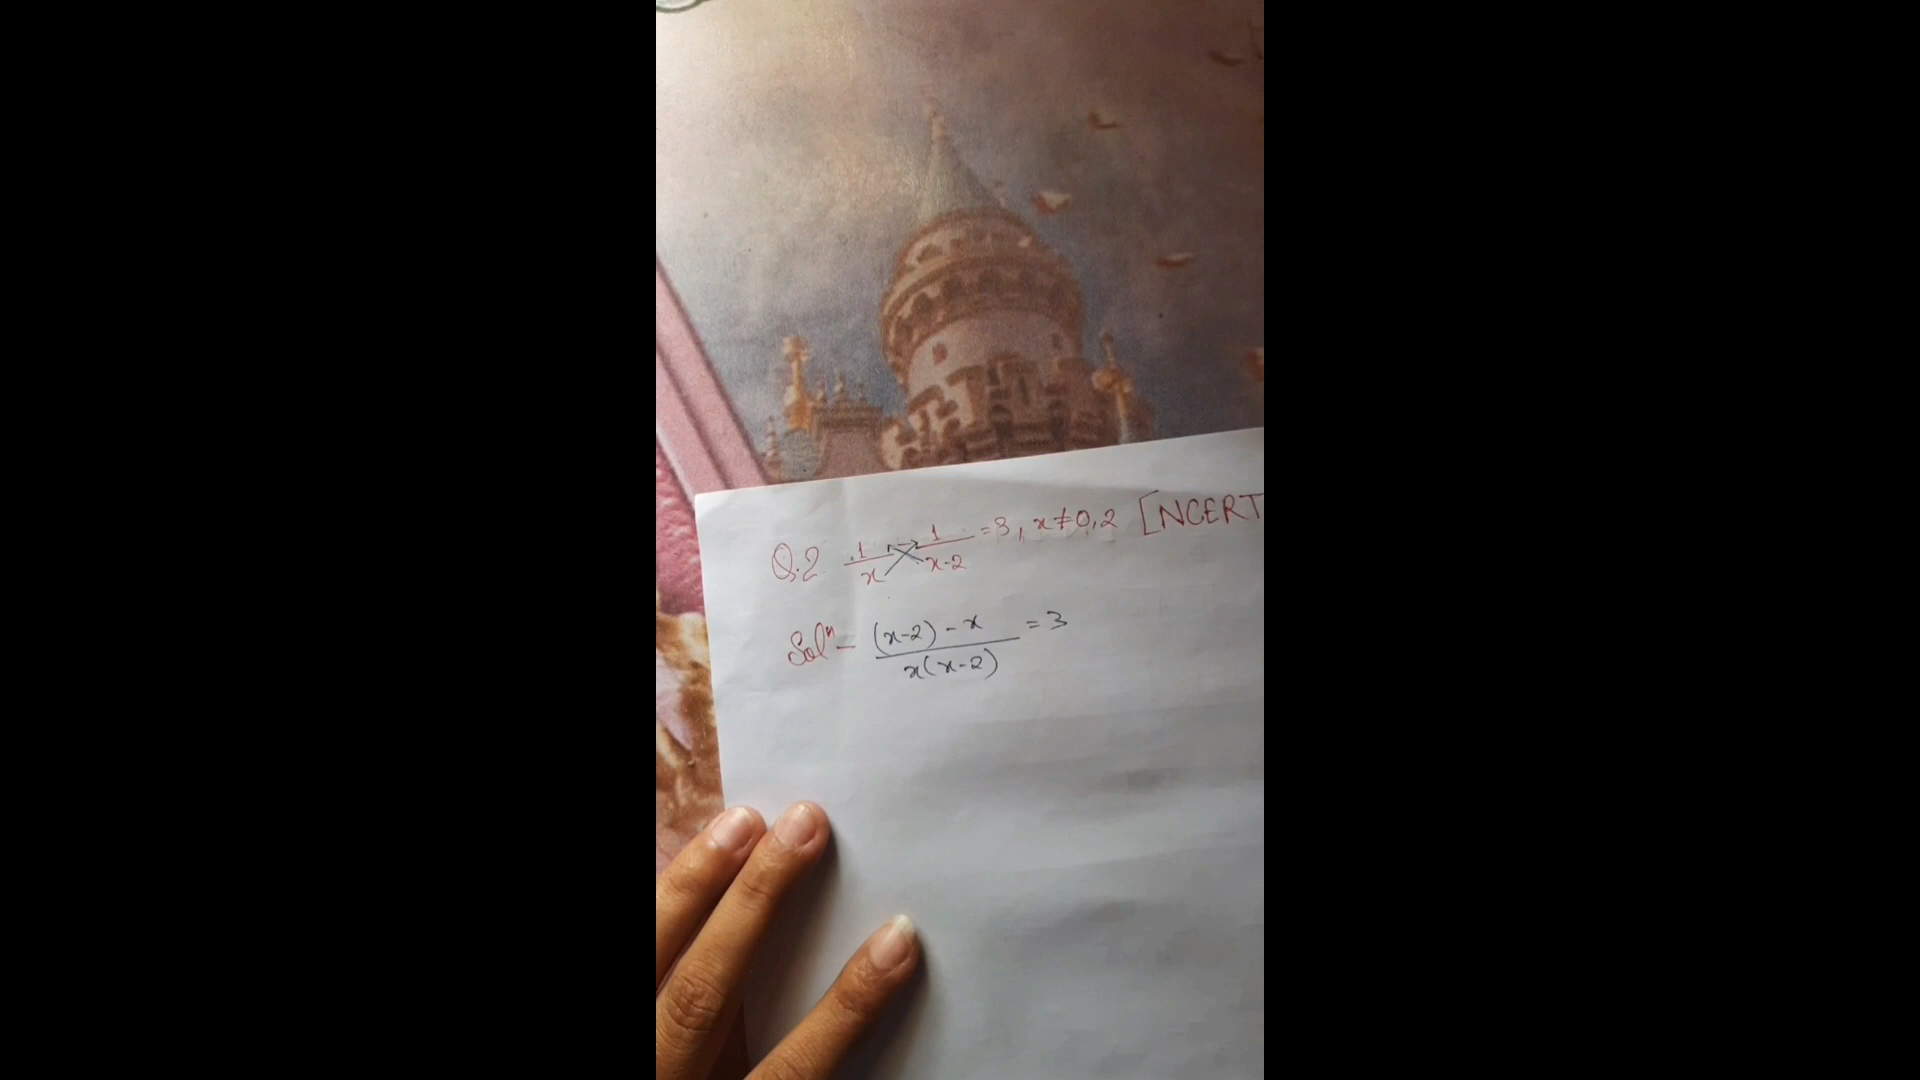 Q.2 1/x - 1/x-2 = 3, x≠0,2 [NCERT
Solⁿ - (x-2) - x / x(x-2) = 3